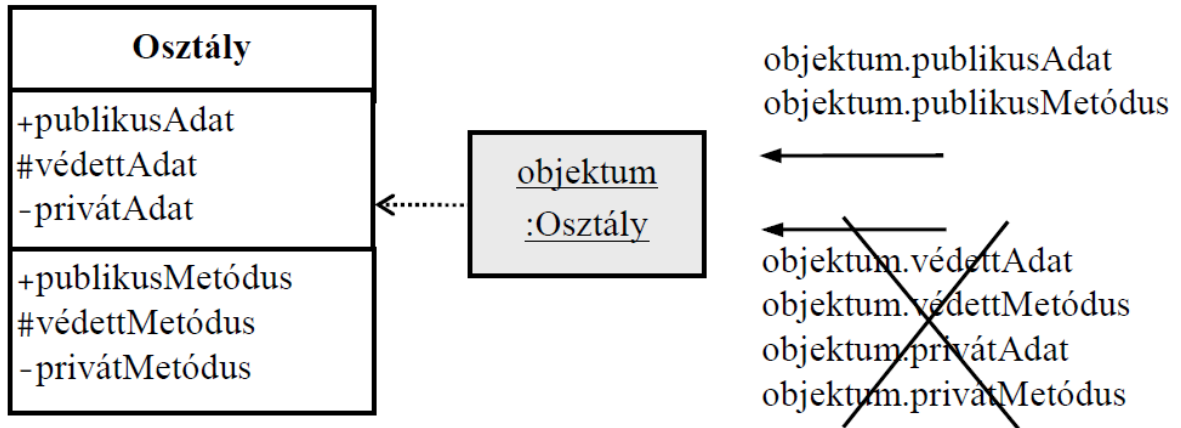 Osztály
+publikusAdat
#védettAdat
-privátAdat
+publikusMetódus
#védettMetódus
-privátMetódus
objektum
:Osztály
objektum.publikusAdat
objektum.publikusMetódus
objektum.védettAdat
objektum.védettMetódus
objektum.privátAdat
objektum.privátMetódus